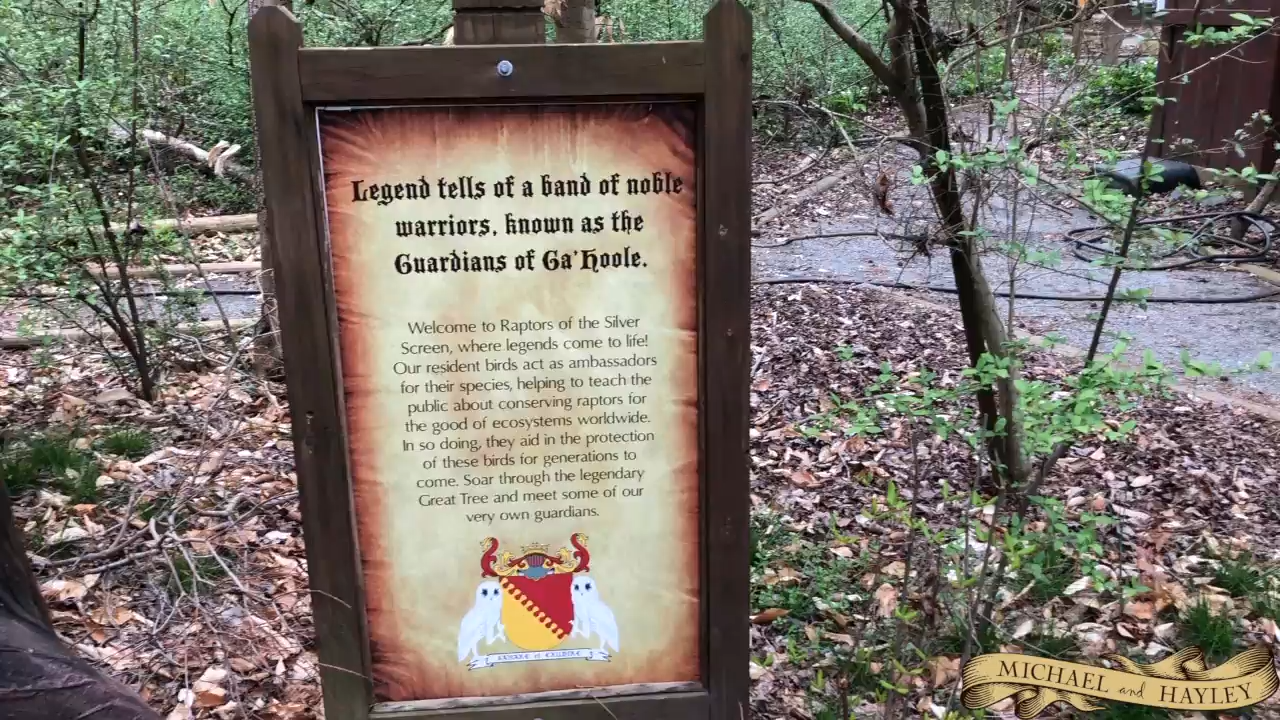 Legend tells of a band of noble
warriors, known as the
Guardians of Ga'Hoole.
Welcome to Raptors of the Silver
Screen, where legends come to life!
Our resident birds act as ambassadors
for their species, helping to teach the
public about conserving raptors for
the good of ecosystems worldwide.
In so doing, they aid in the protection
of these birds for generations to
come. Soar through the legendary
Great Tree and meet some of our
very own guardians.
MICHAEL and HAYLEY